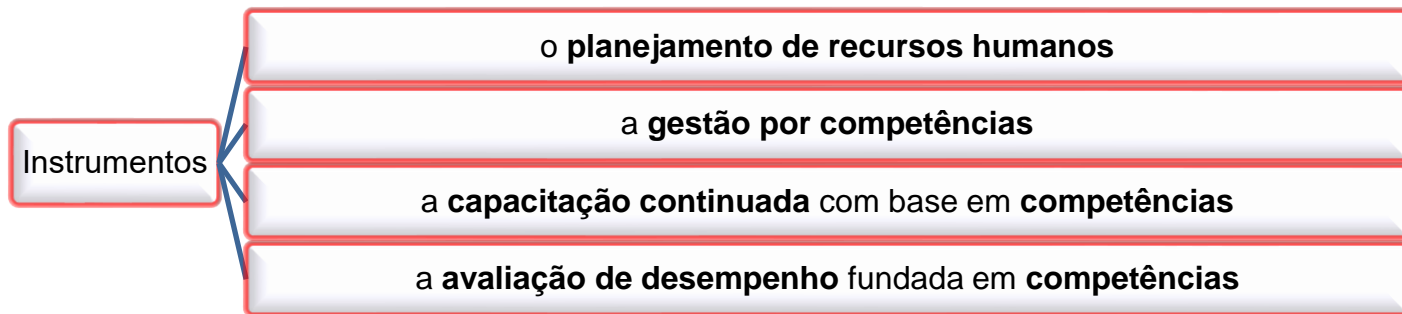 o planejamento de recursos humanos
a gestão por competências
Instrumentos
a capacitação continuada com base em competências
a avaliação de desempenho fundada em competências